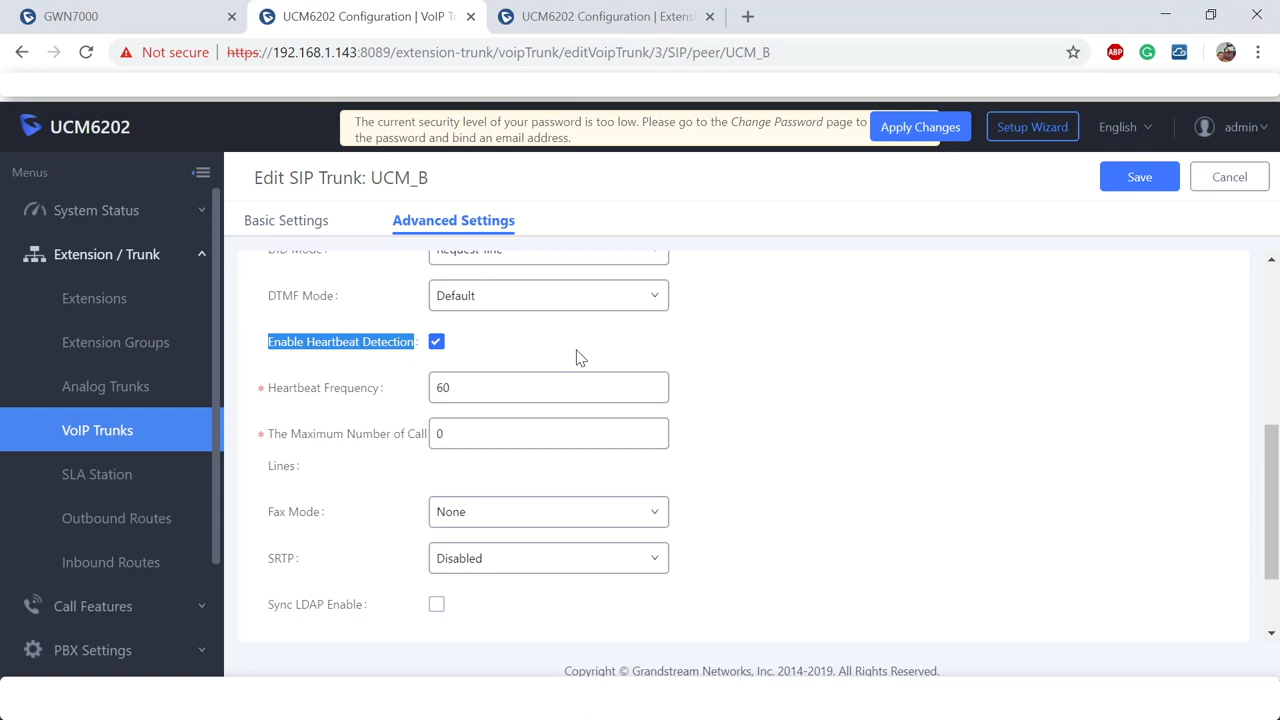 GWN7000
UCM6202 Configuration | VoIP T
UCM6202 Configuration | Extens
Not secure
https://192.168.1.143:8089/extension-trunk/voipTrunk/editVoipTrunk/3/SIP/peer/UCM_B
ABP
UCM6202
The current security level of your password is too low. Please go to the Change Password page to
the password and bind an email address.
Apply Changes
Setup Wizard
English
admin
Menus
System Status
Extension / Trunk
Extensions
Extension Groups
Analog Trunks
VoIP Trunks
SLA Station
Outbound Routes
Inbound Routes
Call Features
PBX Settings
Edit SIP Trunk: UCM_B
Save
Cancel
Basic Settings
Advanced Settings
DID Mode: Request-line
DTMF Mode: Default
Enable Heartbeat Detection:
* Heartbeat Frequency: 60
* The Maximum Number of Call 0
Lines:
Fax Mode: None
SRTP: Disabled
Sync LDAP Enable:
Copyright © Grandstream Networks, Inc. 2014-2019. All Rights Reserved.